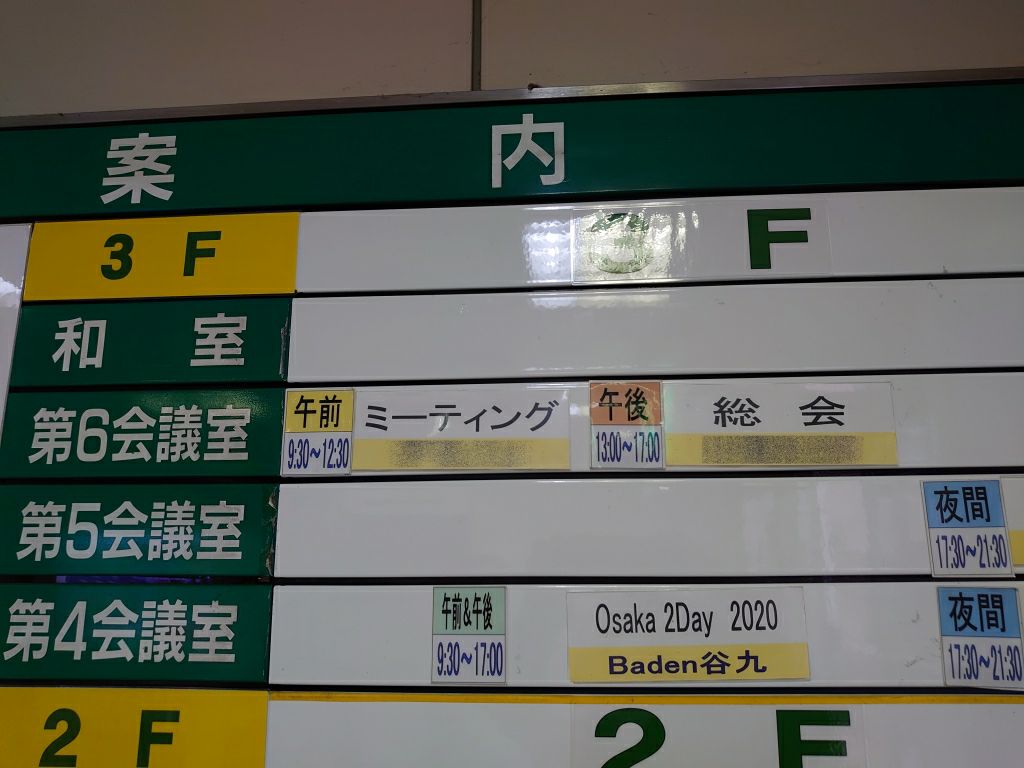 案 内
3 F 3 F
和 室
第6会議室 午前 ミーティング 午後 総 会
9:30～12:30 13:00～17:00
第5会議室 夜間
17:30～21:30
第4会議室 午前&午後 Osaka 2Day 2020 夜間
9:30～17:00 Baden谷九 17:30～21:30
2 F 2 F